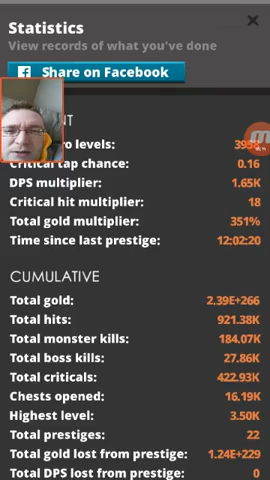 Statistics
View records of what you've done
Share on Facebook
NT
ro levels: 
Critical tap chance: 0.16
DPS multiplier: 1.65K
Critical hit multiplier: 18
Total gold multiplier: 351%
Time since last prestige: 12:02:20
CUMULATIVE
Total gold: 2.39E+266
Total hits: 921.38K
Total monster kills: 184.07K
Total boss kills: 27.86K
Total criticals: 422.93K
Chests opened: 16.19K
Highest level: 3.50K
Total prestiges: 22
Total gold lost from prestige: 1.24E+229
Total DPS lost from prestige: 0